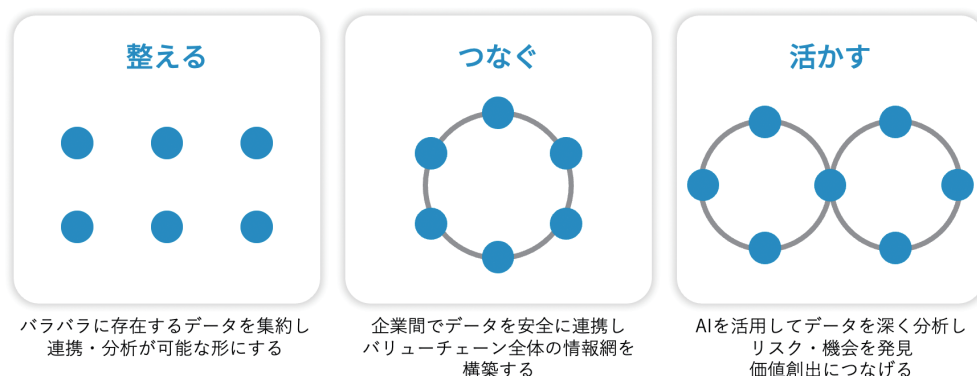 整える
バラバラに存在するデータを集約し
連携・分析が可能な形にする
つなぐ
企業間でデータを安全に連携し
バリューチェーン全体の情報網を
構築する
活かす
AIを活用してデータを深く分析し
リスク・機会を発見
価値創出につなげる